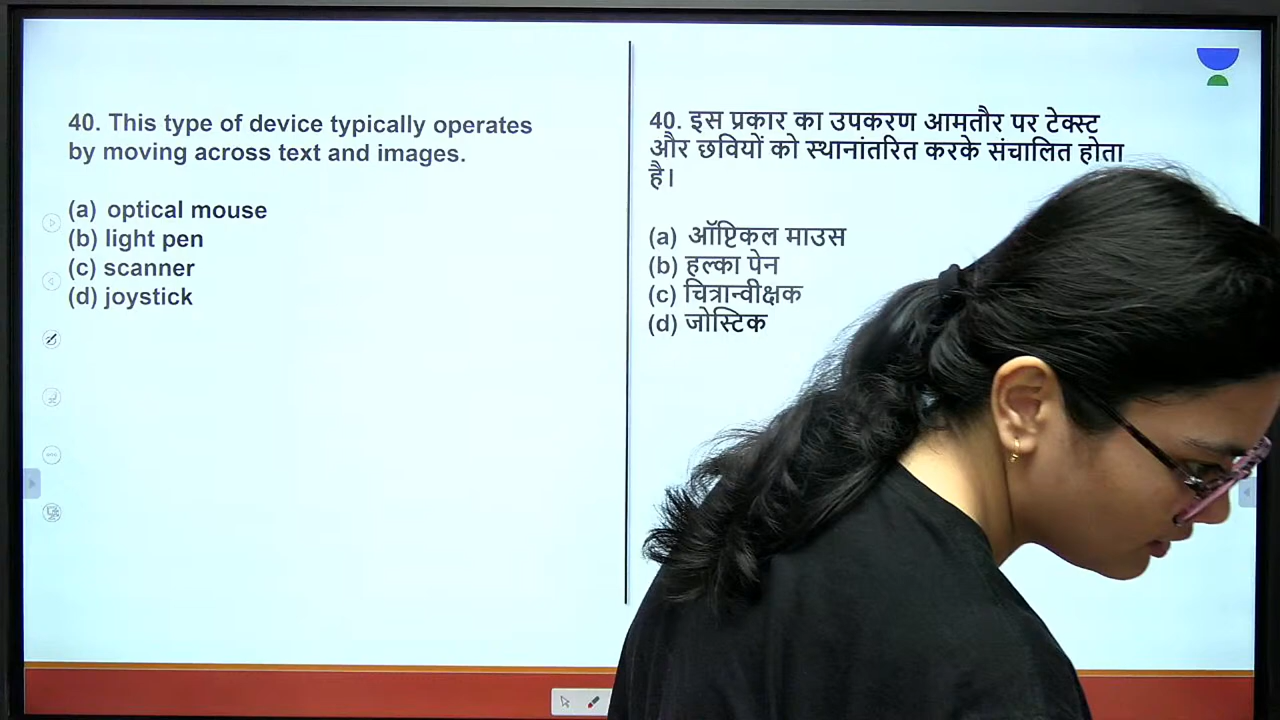 40. This type of device typically operates
by moving across text and images.
(a) optical mouse
(b) light pen
(c) scanner
(d) joystick
40. इस प्रकार का उपकरण आमतौर पर टेक्स्ट
और छवियों को स्थानांतरित करके संचालित होता
है।
(a) ऑप्टिकल माउस
(b) हल्का पेन
(c) चित्रान्वीक्षक
(d) जोस्टिक